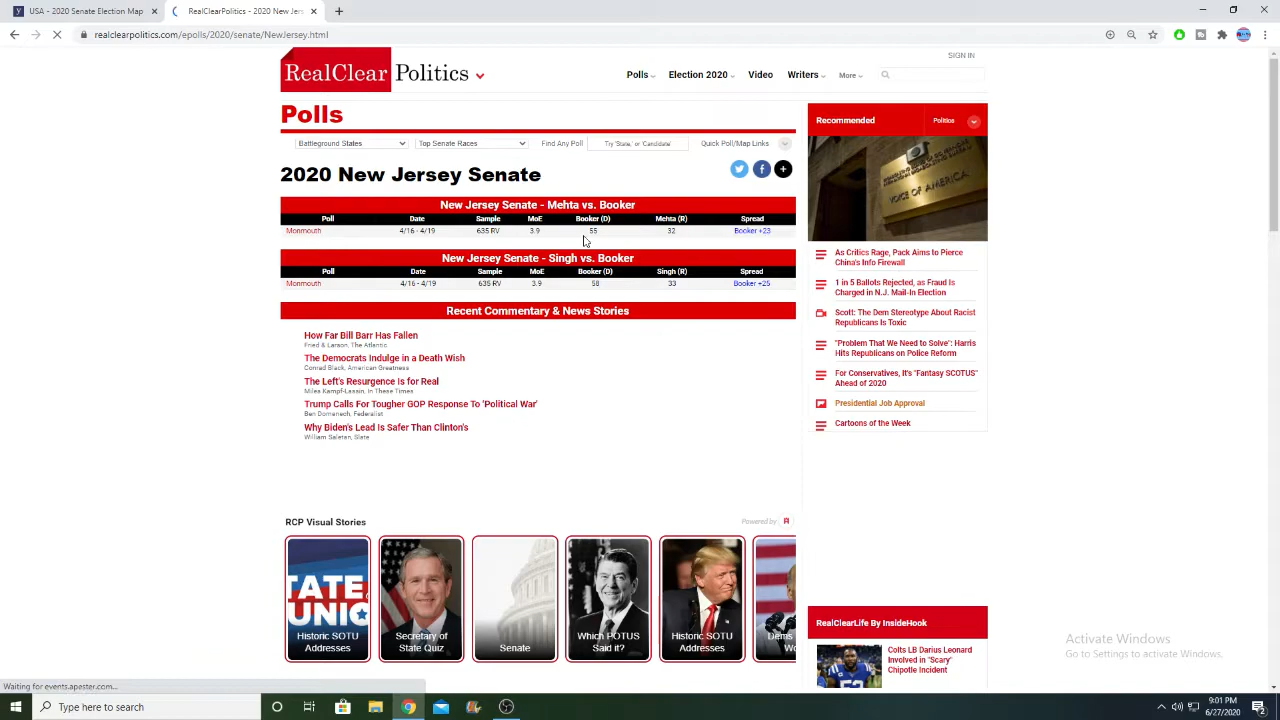 USA - 2020 Senate Election Map
2020 New Jersey Senate Election
realclearpolitics.com/epolls/2020/senate/NewJersey.html
SIGN IN
RealClear Politics
Polls
Election 2020
Video
Writers
More
Polls
Battleground States
Top Senate Races
Find Any Poll
Try 'State,' or 'Candidate'
Quick Poll/Map Links
2020 New Jersey Senate
New Jersey Senate - Mehta vs. Booker
Poll Date Sample MoE Booker (D) Mehta (R) Spread
Monmouth 4/16 - 4/19 635 RV 3.9 55 32 Booker +23
New Jersey Senate - Singh vs. Booker
Poll Date Sample MoE Booker (D) Singh (R) Spread
Monmouth 4/16 - 4/19 635 RV 3.9 58 33 Booker +25
Recent Commentary & News Stories
How Far Bill Barr Has Fallen
Fried & Larson, The Atlantic
The Democrats Indulge in a Death Wish
Conrad Black, American Greatness
The Left's Resurgence Is for Real
Miles Kampf-Lassin, In These Times
Trump Calls For Tougher GOP Response To 'Political War'
Ben Domenech, Federalist
Why Biden's Lead Is Safer Than Clinton's
William Saletan, Slate
Recommended
Politics
VOICE OF AMERICA
As Critics Rage, Pack Aims to Pierce
China's Info Firewall
1 in 5 Ballots Rejected, as Fraud Is
Charged in N.J. Mail-In Election
Scott: The Dem Stereotype About Racist
Republicans Is Toxic
"Problem That We Need to Solve": Harris
Hits Republicans on Police Reform
For Conservatives, It's "Fantasy SCOTUS"
Ahead of 2020
Presidential Job Approval
Cartoons of the Week
RCP Visual Stories
Powered by
Historic SOTU
Addresses
Secretary of
State Quiz
Senate
Which POTUS
Said it?
Historic SOTU
Addresses
RealClearLife By InsideHook
Colts LB Darius Leonard
Involved in "Scary"
Chipotle Incident
Activate Windows
Go to Settings to activate Windows.
Waiting for events.apester.com...
Type here to search
9:01 PM
6/27/2020